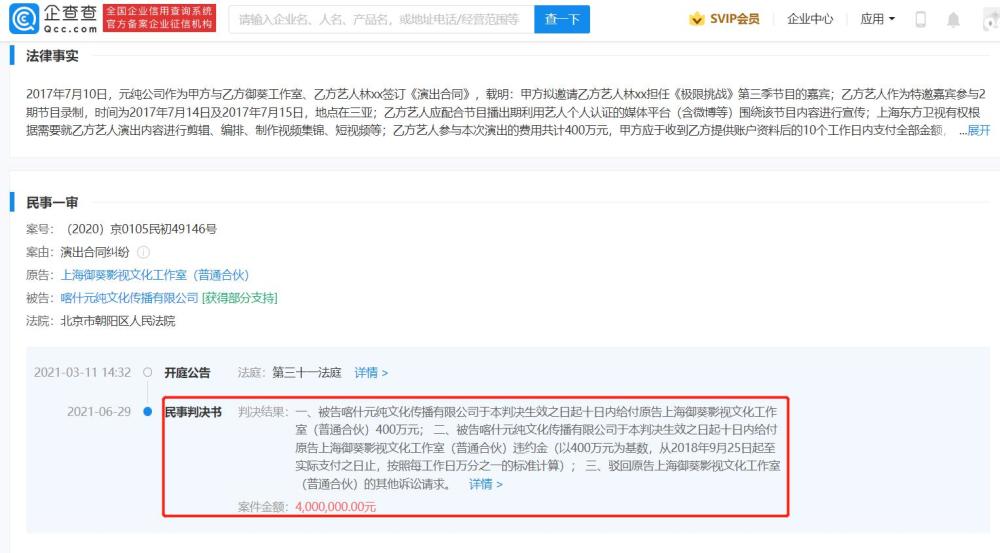 企查查
Qcc.com
全国企业信用查询系统
官方备案企业征信机构
请输入企业名、人名、产品名，或地址电话/经营范围等
查一下
SVIP会员
企业中心
应用
法律事实
2017年7月10日，元纯公司作为甲方与乙方御葵工作室、乙方艺人林xx签订《演出合同》，载明：甲方拟邀请乙方艺人林xx担任《极限挑战》第三季节目的嘉宾；乙方艺人作为特邀嘉宾参与2
期节目录制，时间为2017年7月14日及2017年7月15日，地点在三亚；乙方艺人应配合节目播出期利用艺人个人认证的媒体平台（含微博等）围绕该节目内容进行宣传；上海东方卫视有权根
据需要就乙方艺人演出内容进行剪辑、编排、制作视频集锦、短视频等；乙方艺人参与本次演出的费用共计400万元，甲方应于收到乙方提供账户资料后的10个工作日内支付全部金额， ...展开
民事一审
案号：（2020）京0105民初49146号
案由：演出合同纠纷
原告：上海御葵影视文化工作室（普通合伙）
被告：喀什元纯文化传播有限公司 [获得部分支持]
法院：北京市朝阳区人民法院
2021-03-11 14:32 开庭公告 法庭：第三十一法庭 详情 >
2021-06-29 民事判决书 判决结果：一、被告喀什元纯文化传播有限公司于本判决生效之日起十日内给付原告上海御葵影视文化工作
室（普通合伙）400万元； 二、被告喀什元纯文化传播有限公司于本判决生效之日起十日内给付
原告上海御葵影视文化工作室（普通合伙）违约金（以400万元为基数，从2018年9月25日起至
实际支付之日止，按照每工作日万分之一的标准计算）； 三、驳回原告上海御葵影视文化工作室
（普通合伙）的其他诉讼请求。 详情 >
案件金额：4,000,000.00元